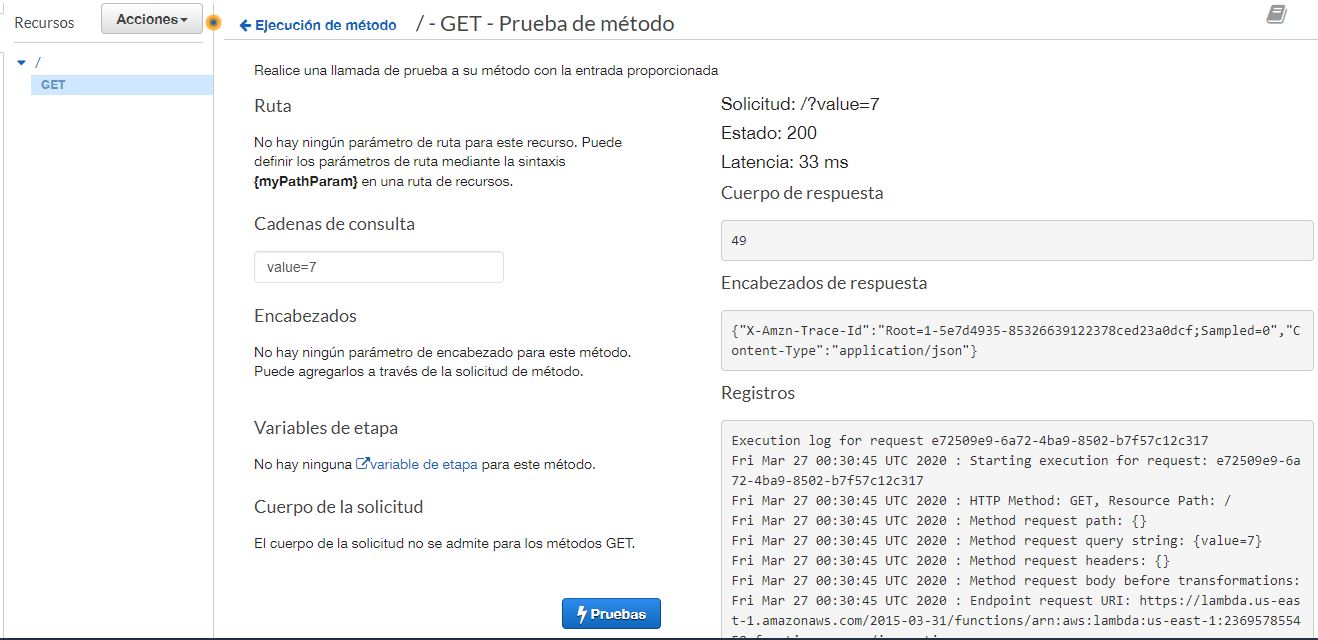 Recursos
Acciones
Ejecución de método
/ - GET - Prueba de método
/
GET
Realice una llamada de prueba a su método con la entrada proporcionada
Ruta
No hay ningún parámetro de ruta para este recurso. Puede
definir los parámetros de ruta mediante la sintaxis
{myPathParam} en una ruta de recursos.
Cadenas de consulta
value=7
Encabezados
No hay ningún parámetro de encabezado para este método.
Puede agregarlos a través de la solicitud de método.
Variables de etapa
No hay ninguna variable de etapa para este método.
Cuerpo de la solicitud
El cuerpo de la solicitud no se admite para los métodos GET.
Pruebas
Solicitud: /?value=7
Estado: 200
Latencia: 33 ms
Cuerpo de respuesta
49
Encabezados de respuesta
{"X-Amzn-Trace-Id":"Root=1-5e7d4935-85326639122378ced23a0dcf;Sampled=0","C
ontent-Type":"application/json"}
Registros
Execution log for request e72509e9-6a72-4ba9-8502-b7f57c12c317
Fri Mar 27 00:30:45 UTC 2020 : Starting execution for request: e72509e9-6a
72-4ba9-8502-b7f57c12c317
Fri Mar 27 00:30:45 UTC 2020 : HTTP Method: GET, Resource Path: /
Fri Mar 27 00:30:45 UTC 2020 : Method request path: {}
Fri Mar 27 00:30:45 UTC 2020 : Method request query string: {value=7}
Fri Mar 27 00:30:45 UTC 2020 : Method request headers: {}
Fri Mar 27 00:30:45 UTC 2020 : Method request body before transformations:
Fri Mar 27 00:30:45 UTC 2020 : Endpoint request URI: https://lambda.us-eas
t-1.amazonaws.com/2015-03-31/functions/arn:aws:lambda:us-east-1:2369578554